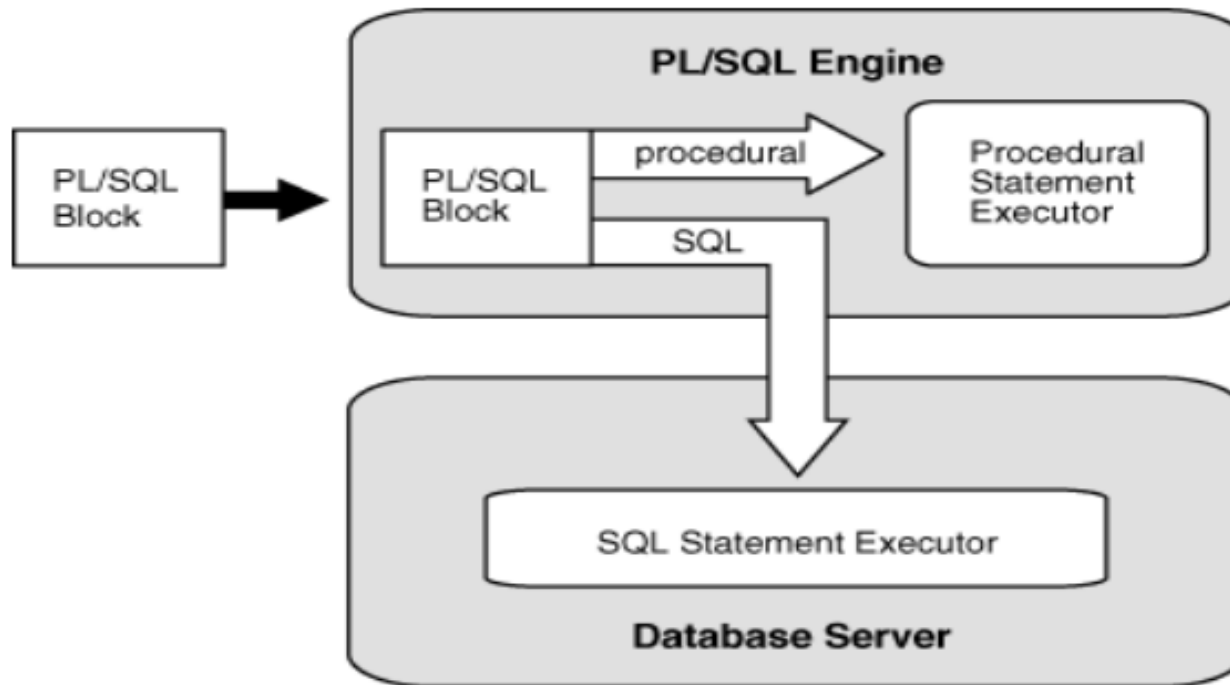 PL/SQL Engine
PL/SQL
Block
PL/SQL
Block
procedural
SQL
Procedural
Statement
Executor
SQL Statement Executor
Database Server